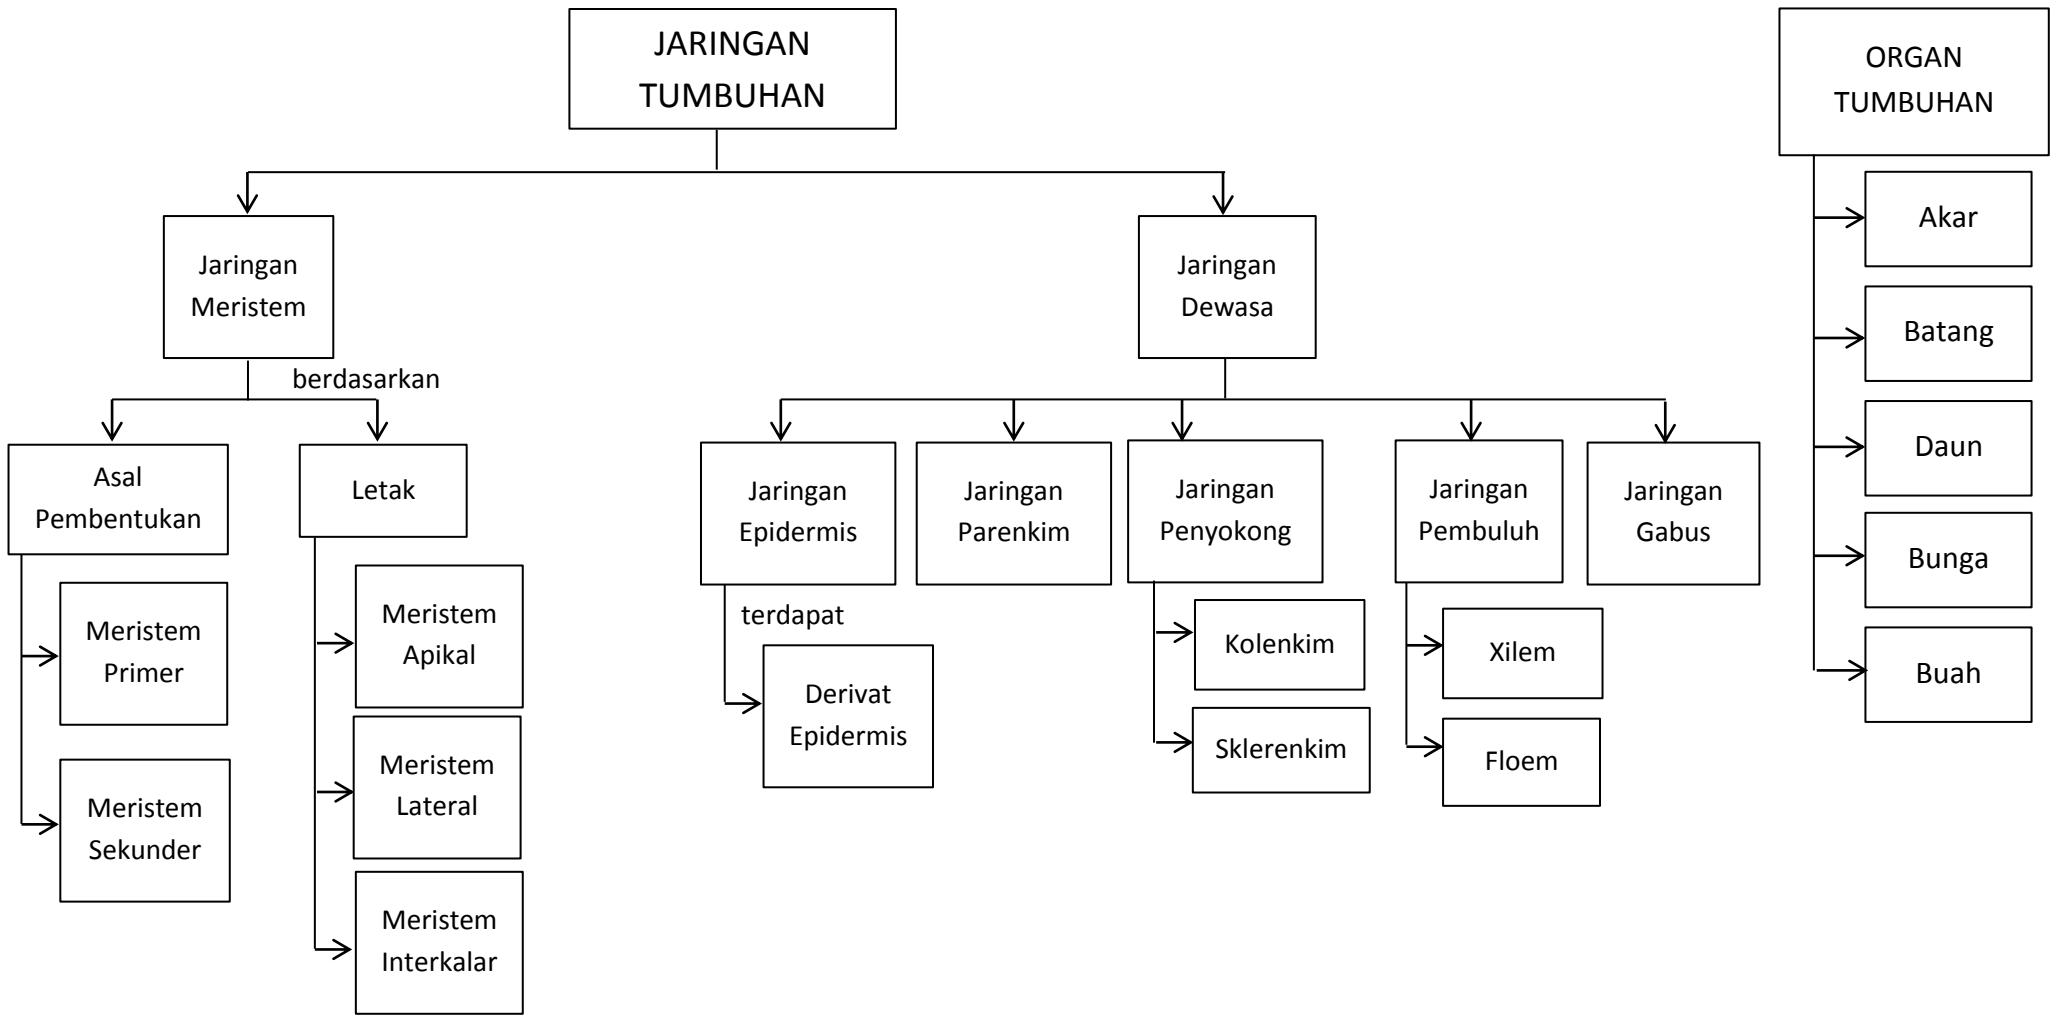 JARINGAN
TUMBUHAN
Jaringan
Meristem
berdasarkan
Asal
Pembentukan
Meristem
Primer
Meristem
Sekunder
Letak
Meristem
Apikal
Meristem
Lateral
Meristem
Interkalar
Jaringan
Dewasa
Jaringan
Epidermis
terdapat
Derivat
Epidermis
Jaringan
Parenkim
Jaringan
Penyokong
Kolenkim
Sklerenkim
Jaringan
Pembuluh
Xilem
Floem
Jaringan
Gabus
ORGAN
TUMBUHAN
Akar
Batang
Daun
Bunga
Buah